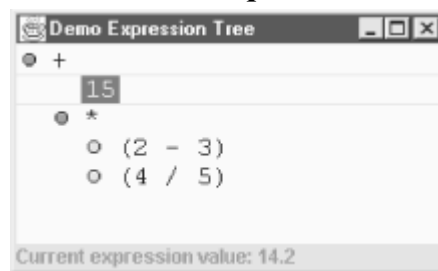 Demo Expression Tree
+
15
*
(2 - 3)
(4 / 5)
Current expression value: 14.2